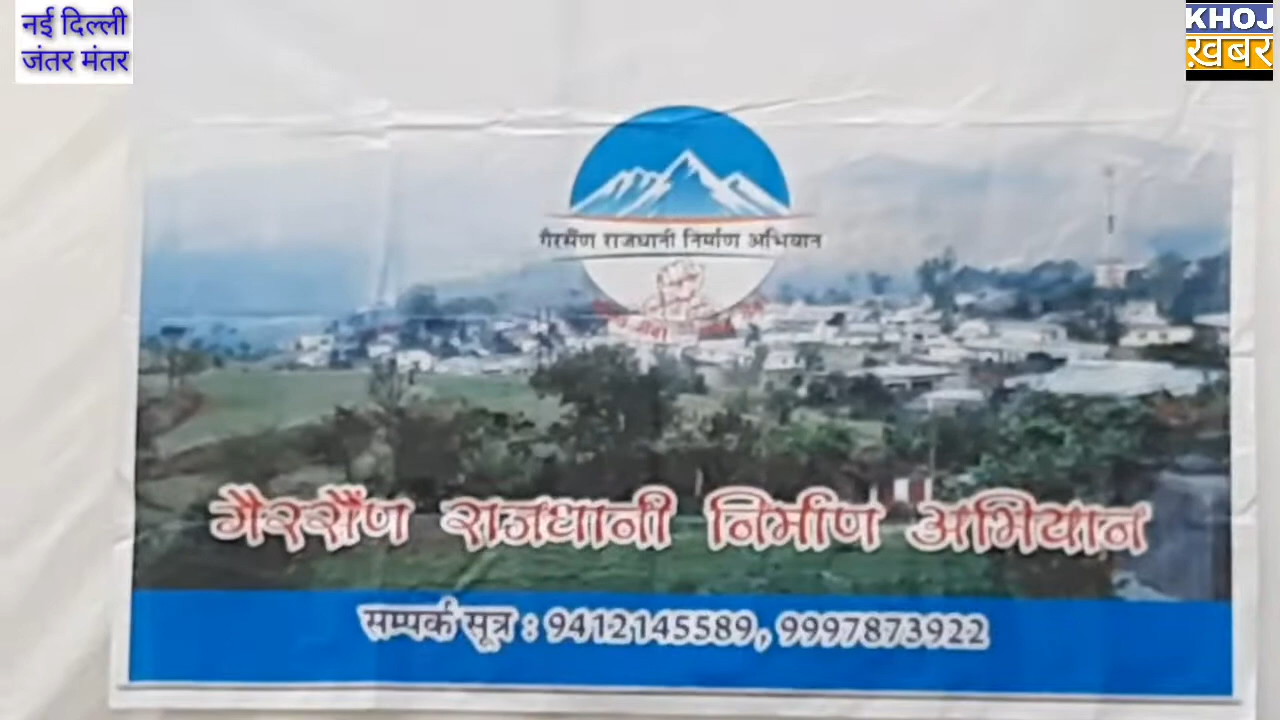 नई दिल्ली
जंतर मंतर
KHOJ
ख़बर
गैरसैंण राजधानी निर्माण अभियान
गैरसैंण राजधानी निर्माण अभियान
सम्पर्क सूत्र : 9412145589, 9997873922